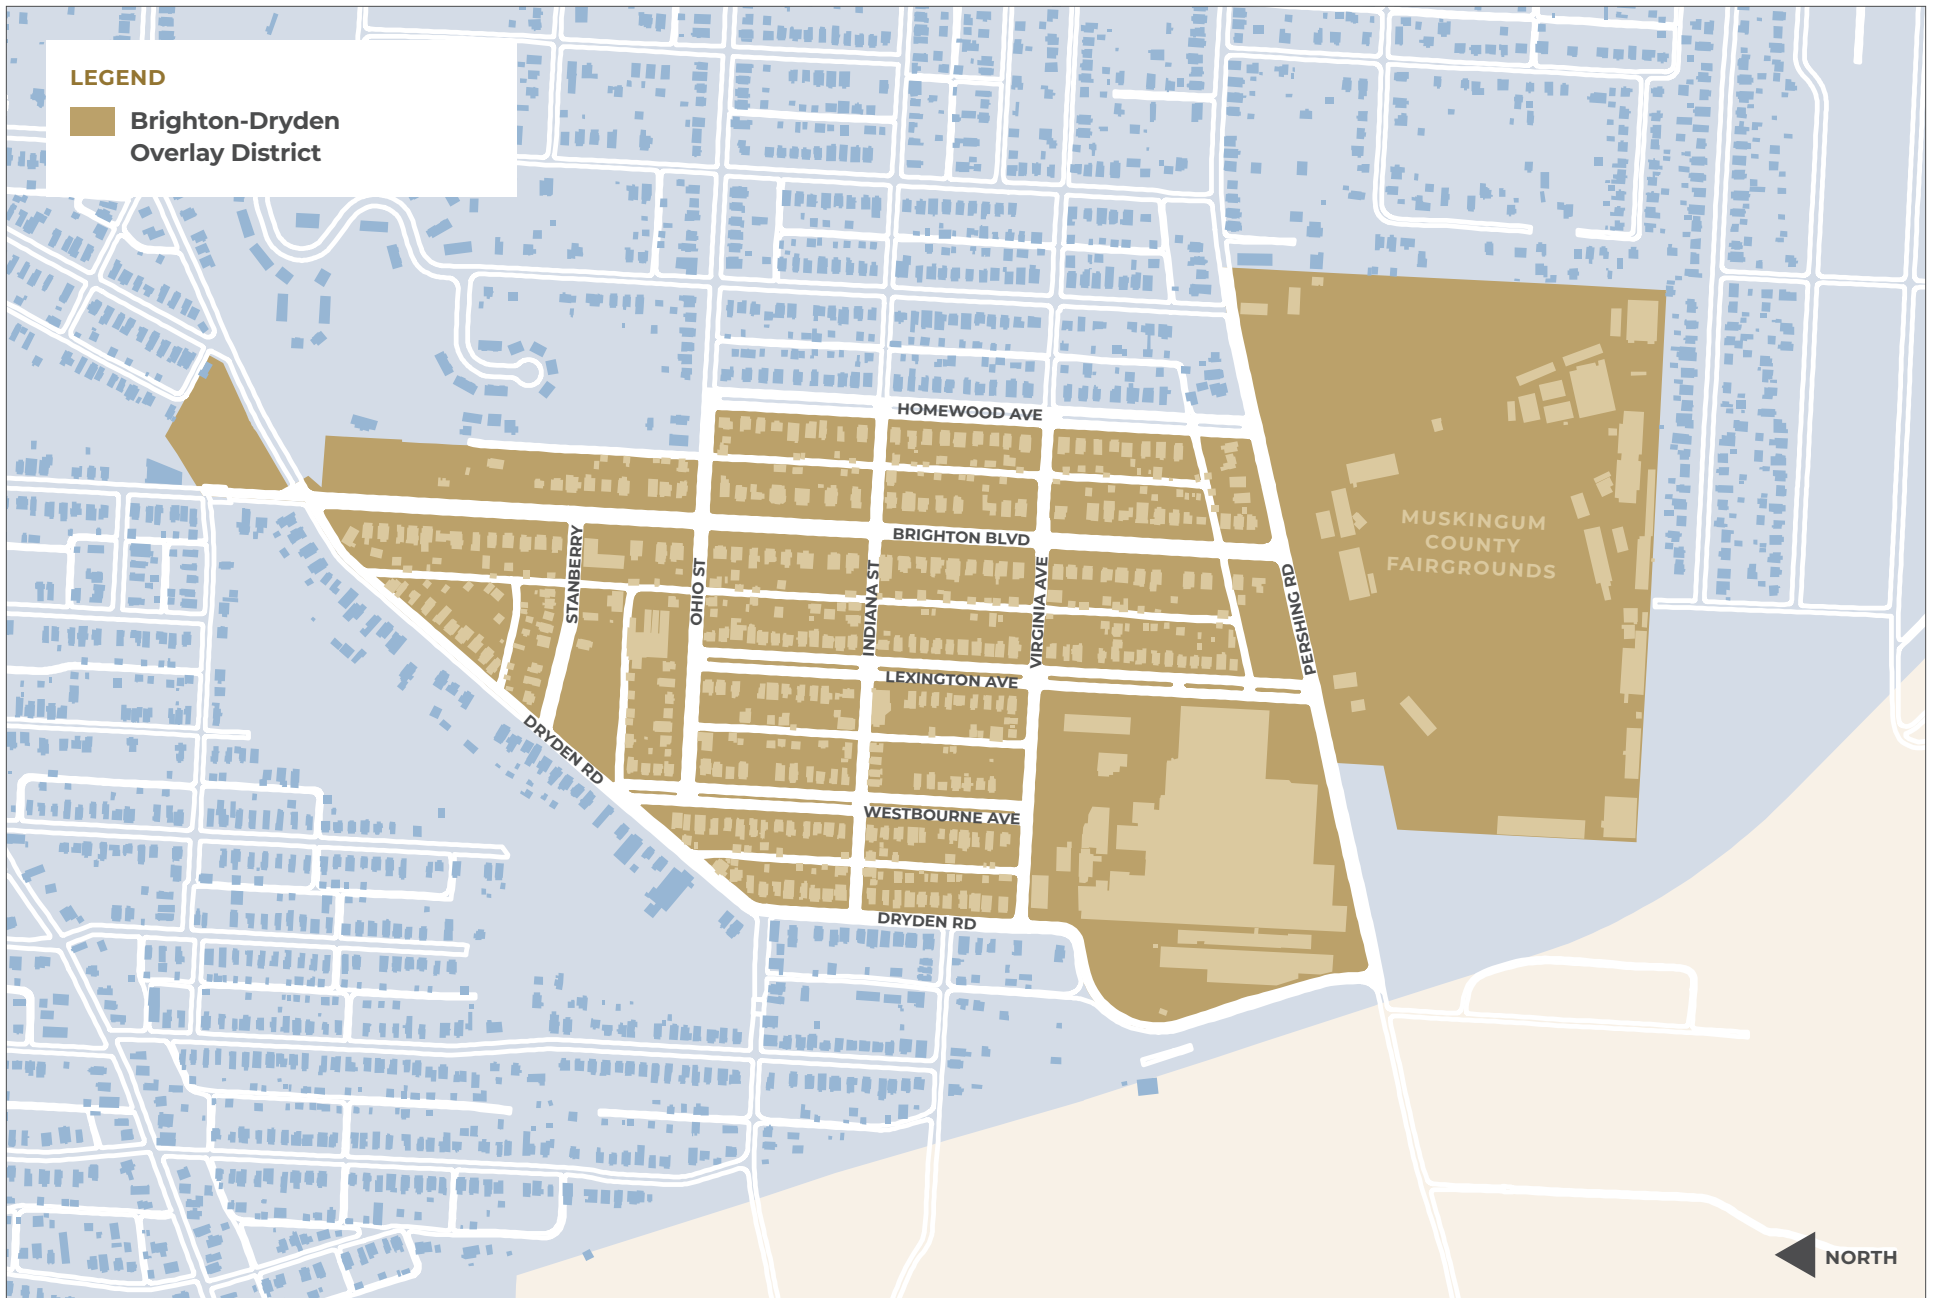 LEGEND
Brighton-Dryden
Overlay District
HOMEWOOD AVE
BRIGHTON BLVD
STANBERRY
OHIO ST
INDIANA ST
VIRGINIA AVE
PERSHING RD
MUSKINGUM
COUNTY
FAIRGROUNDS
LEXINGTON AVE
DRYDEN RD
WESTBOURNE AVE
DRYDEN RD
NORTH